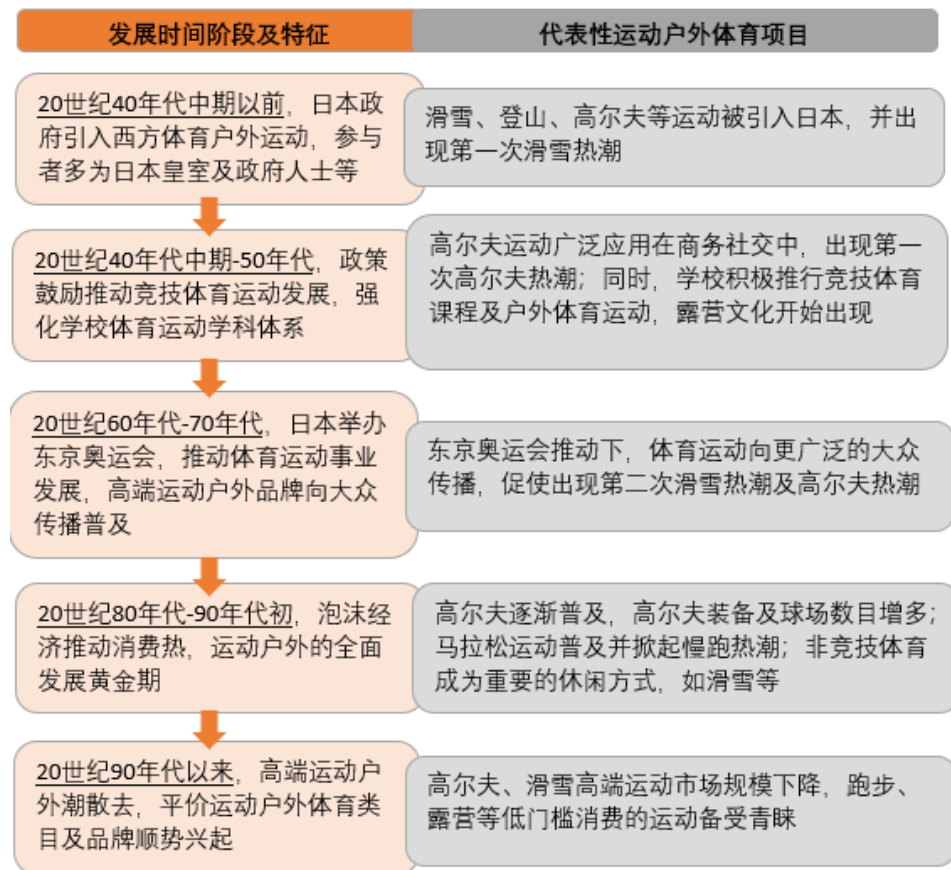 发展时间阶段及特征
代表性运动户外体育项目
20世纪40年代中期以前，日本政
府引入西方体育户外运动，参与
者多为日本皇室及政府人士等
滑雪、登山、高尔夫等运动被引入日本，并出
现第一次滑雪热潮
20世纪40年代中期-50年代，政策
鼓励推动竞技体育运动发展，强
化学校体育运动学科体系
高尔夫运动广泛应用在商务社交中，出现第一
次高尔夫热潮；同时，学校积极推行竞技体育
课程及户外体育运动，露营文化开始出现
20世纪60年代-70年代，日本举办
东京奥运会，推动体育运动事业
发展，高端运动户外品牌向大众
传播普及
东京奥运会推动下，体育运动向更广泛的大众
传播，促使出现第二次滑雪热潮及高尔夫热潮
20世纪80年代-90年代初，泡沫经
济推动消费热，运动户外的全面
发展黄金期
高尔夫逐渐普及，高尔夫装备及球场数目增多；
马拉松运动普及并掀起慢跑热潮；非竞技体育
成为重要的休闲方式，如滑雪等
20世纪90年代以来，高端运动户
外潮散去，平价运动户外体育类
目及品牌顺势兴起
高尔夫、滑雪高端运动市场规模下降，跑步、
露营等低门槛消费的运动备受青睐